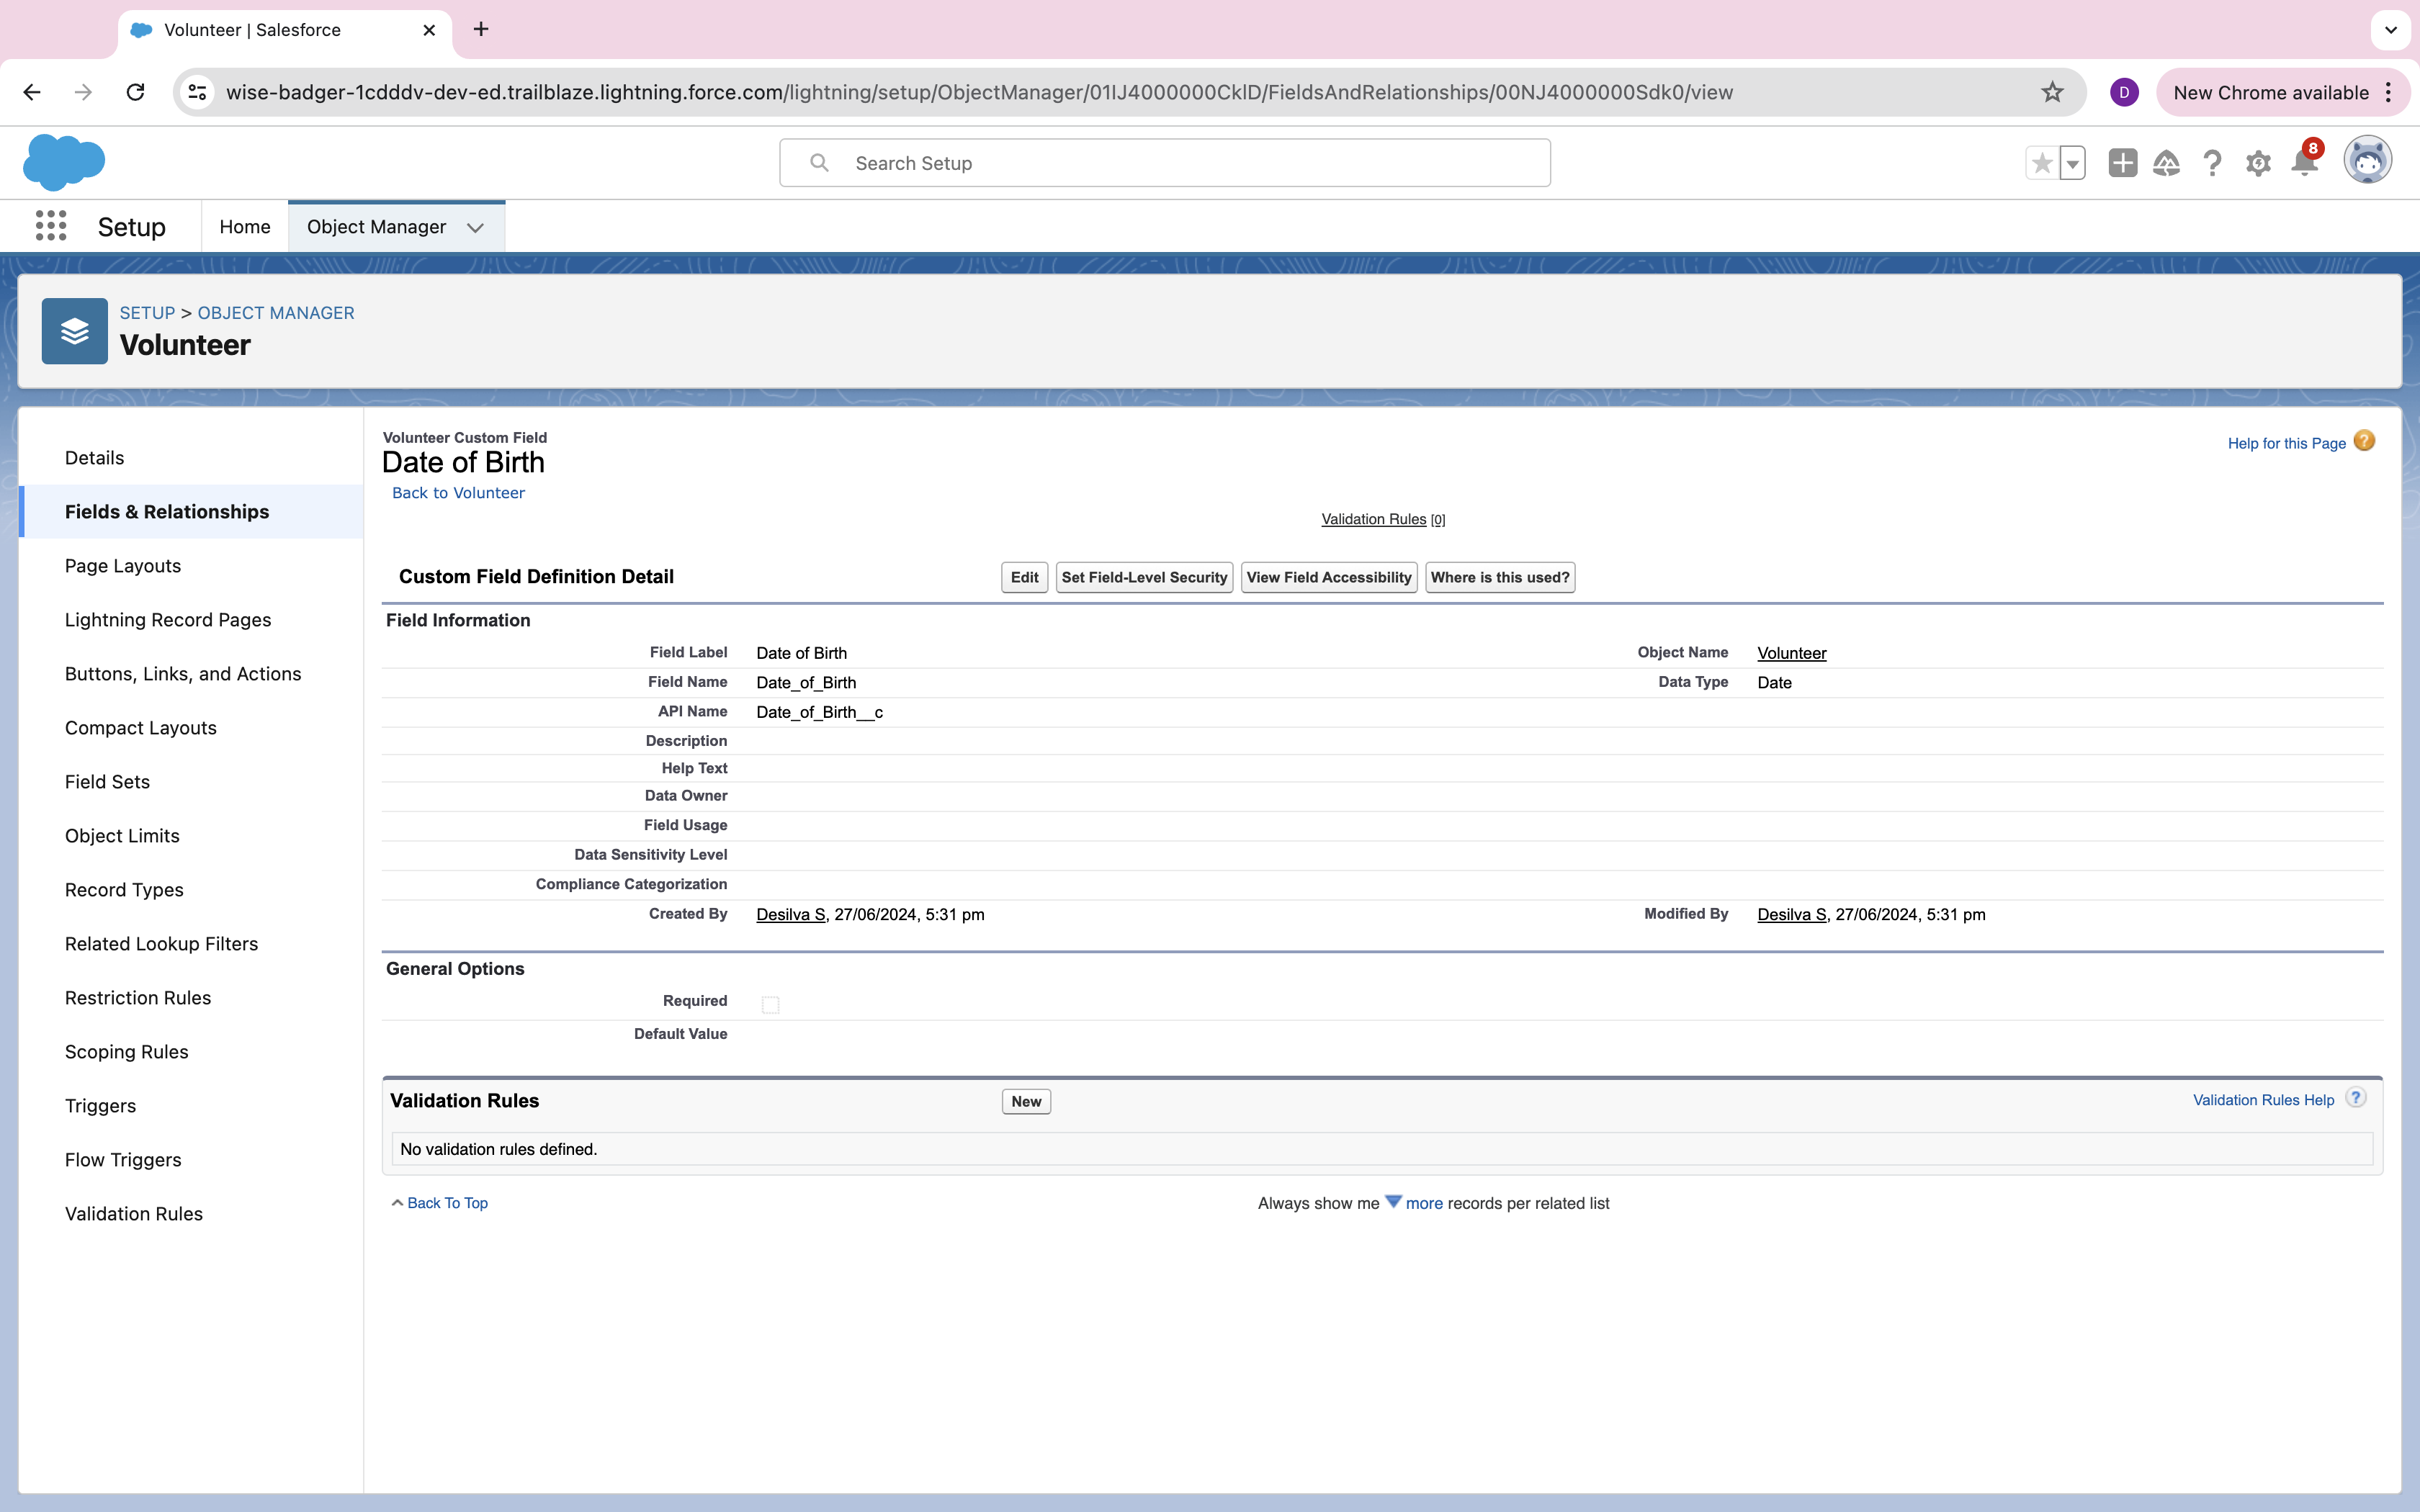 Volunteer | Salesforce
wise-badger-1cdddv-dev-ed.trailblaze.lightning.force.com/lightning/setup/ObjectManager/01IJ4000000CklD/FieldsAndRelationships/00NJ4000000Sdk0/view
D
New Chrome available
Search Setup
8
Setup
Home
Object Manager
SETUP > OBJECT MANAGER
Volunteer
Details
Fields & Relationships
Page Layouts
Lightning Record Pages
Buttons, Links, and Actions
Compact Layouts
Field Sets
Object Limits
Record Types
Related Lookup Filters
Restriction Rules
Scoping Rules
Triggers
Flow Triggers
Validation Rules
Volunteer Custom Field
Date of Birth
Back to Volunteer
Help for this Page
Validation Rules [0]
Custom Field Definition Detail Edit Set Field-Level Security View Field Accessibility Where is this used?
Field Information
Field Label Date of Birth Object Name Volunteer
Field Name Date_of_Birth Data Type Date
API Name Date_of_Birth__c
Description
Help Text
Data Owner
Field Usage
Data Sensitivity Level
Compliance Categorization
Created By Desilva S, 27/06/2024, 5:31 pm Modified By Desilva S, 27/06/2024, 5:31 pm
General Options
Required
Default Value
Validation Rules New Validation Rules Help ?
No validation rules defined.
Back To Top Always show me more records per related list